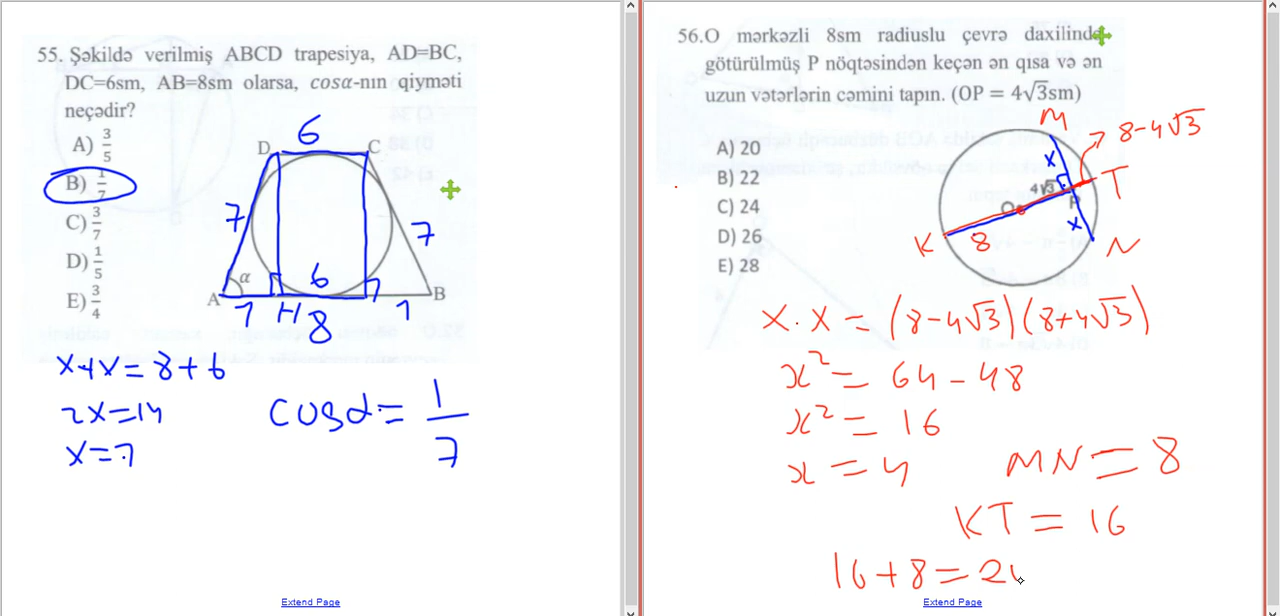 55. Şəkildə verilmiş ABCD trapesiya, AD=BC,
DC=6sm, AB=8sm olarsa, cosα-nın qiyməti
neçədir?
A) 3/5
B) 1/7
C) 3/7
D) 1/5
E) 3/4
6
D C
7 7
α 6
A 1 H 1 B
8
x+x=8+6
2x=14
x=7
cosα= 1/7
Extend Page
56.O mərkəzli 8sm radiuslu çevrə daxilində
götürülmüş P nöqtəsindən keçən ən qısa və ən
uzun vətərlərin cəmini tapın. (OP = 4√3sm)
A) 20
B) 22
C) 24
D) 26
E) 28
M 8-4√3
x
4√3 T
O P
x
K 8 N
x·x = (8-4√3)(8+4√3)
x² = 64-48
x² = 16
x = 4 MN = 8
KT = 16
16+8=2
Extend Page